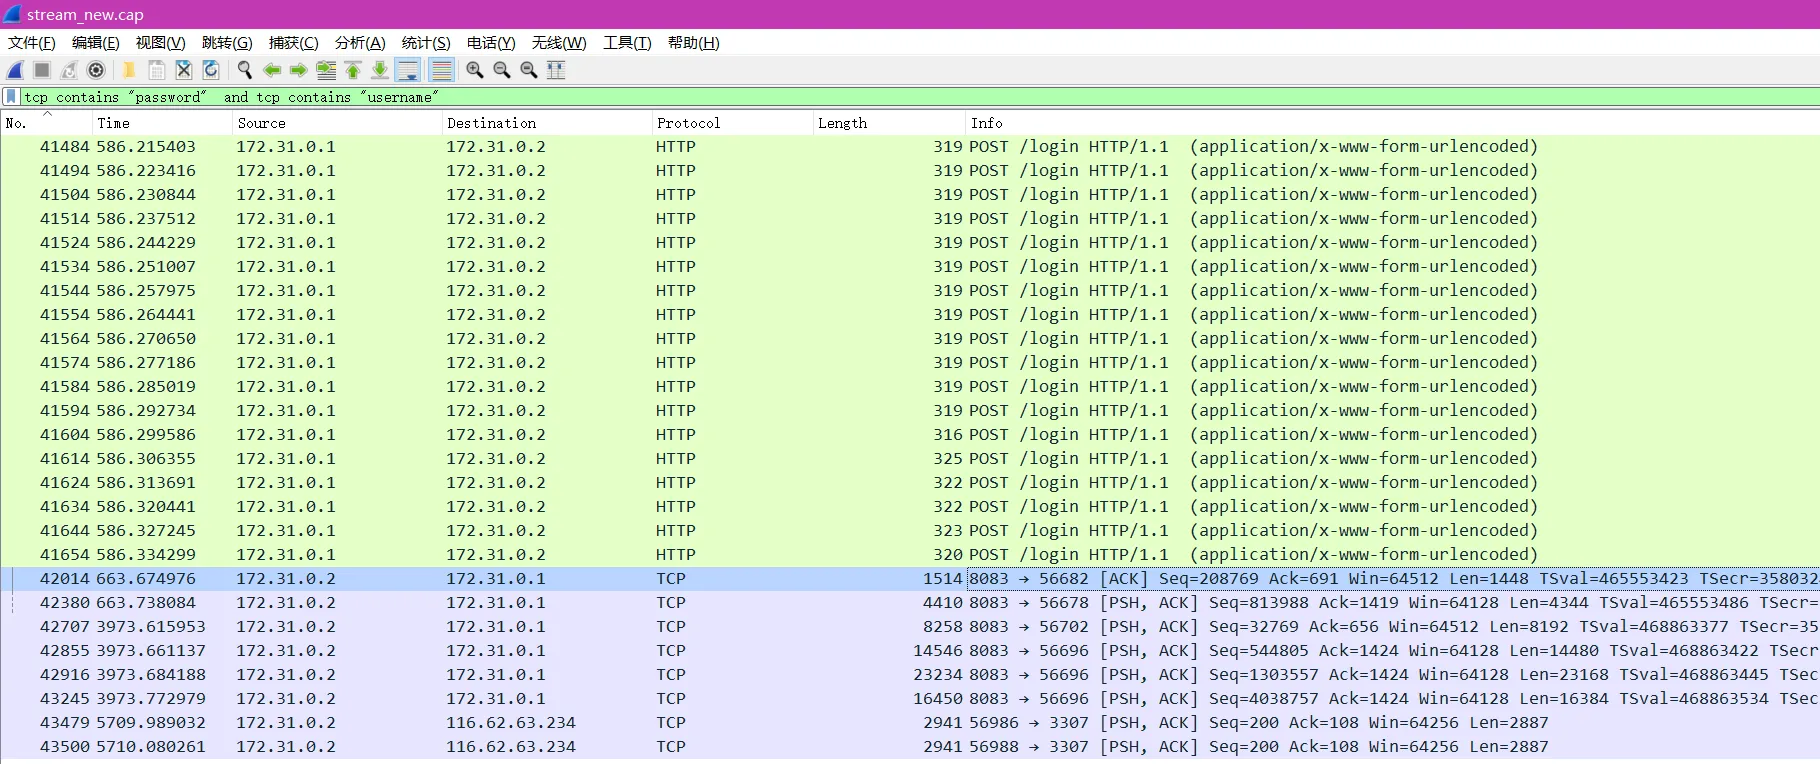 stream_new.cap
文件(F) 编辑(E) 视图(V) 跳转(G) 捕获(C) 分析(A) 统计(S) 电话(Y) 无线(W) 工具(T) 帮助(H)
tcp contains "password"  and tcp contains "username"
No. Time Source Destination Protocol Length Info
41484 586.215403 172.31.0.1 172.31.0.2 HTTP 319 POST /login HTTP/1.1  (application/x-www-form-urlencoded)
41494 586.223416 172.31.0.1 172.31.0.2 HTTP 319 POST /login HTTP/1.1  (application/x-www-form-urlencoded)
41504 586.230844 172.31.0.1 172.31.0.2 HTTP 319 POST /login HTTP/1.1  (application/x-www-form-urlencoded)
41514 586.237512 172.31.0.1 172.31.0.2 HTTP 319 POST /login HTTP/1.1  (application/x-www-form-urlencoded)
41524 586.244229 172.31.0.1 172.31.0.2 HTTP 319 POST /login HTTP/1.1  (application/x-www-form-urlencoded)
41534 586.251007 172.31.0.1 172.31.0.2 HTTP 319 POST /login HTTP/1.1  (application/x-www-form-urlencoded)
41544 586.257975 172.31.0.1 172.31.0.2 HTTP 319 POST /login HTTP/1.1  (application/x-www-form-urlencoded)
41554 586.264441 172.31.0.1 172.31.0.2 HTTP 319 POST /login HTTP/1.1  (application/x-www-form-urlencoded)
41564 586.270650 172.31.0.1 172.31.0.2 HTTP 319 POST /login HTTP/1.1  (application/x-www-form-urlencoded)
41574 586.277186 172.31.0.1 172.31.0.2 HTTP 319 POST /login HTTP/1.1  (application/x-www-form-urlencoded)
41584 586.285019 172.31.0.1 172.31.0.2 HTTP 319 POST /login HTTP/1.1  (application/x-www-form-urlencoded)
41594 586.292734 172.31.0.1 172.31.0.2 HTTP 319 POST /login HTTP/1.1  (application/x-www-form-urlencoded)
41604 586.299586 172.31.0.1 172.31.0.2 HTTP 316 POST /login HTTP/1.1  (application/x-www-form-urlencoded)
41614 586.306355 172.31.0.1 172.31.0.2 HTTP 325 POST /login HTTP/1.1  (application/x-www-form-urlencoded)
41624 586.313691 172.31.0.1 172.31.0.2 HTTP 322 POST /login HTTP/1.1  (application/x-www-form-urlencoded)
41634 586.320441 172.31.0.1 172.31.0.2 HTTP 322 POST /login HTTP/1.1  (application/x-www-form-urlencoded)
41644 586.327245 172.31.0.1 172.31.0.2 HTTP 323 POST /login HTTP/1.1  (application/x-www-form-urlencoded)
41654 586.334299 172.31.0.1 172.31.0.2 HTTP 320 POST /login HTTP/1.1  (application/x-www-form-urlencoded)
42014 663.674976 172.31.0.2 172.31.0.1 TCP 1514 8083 → 56682 [ACK] Seq=208769 Ack=691 Win=64512 Len=1448 TSval=465553423 TSecr=358032
42380 663.738084 172.31.0.2 172.31.0.1 TCP 4410 8083 → 56678 [PSH, ACK] Seq=813988 Ack=1419 Win=64128 Len=4344 TSval=465553486 TSecr=
42707 3973.615953 172.31.0.2 172.31.0.1 TCP 8258 8083 → 56702 [PSH, ACK] Seq=32769 Ack=656 Win=64512 Len=8192 TSval=468863377 TSecr=35
42855 3973.661137 172.31.0.2 172.31.0.1 TCP 14546 8083 → 56696 [PSH, ACK] Seq=544805 Ack=1424 Win=64128 Len=14480 TSval=468863422 TSecr
42916 3973.684188 172.31.0.2 172.31.0.1 TCP 23234 8083 → 56696 [PSH, ACK] Seq=1303557 Ack=1424 Win=64128 Len=23168 TSval=468863445 TSec
43245 3973.772979 172.31.0.2 172.31.0.1 TCP 16450 8083 → 56696 [PSH, ACK] Seq=4038757 Ack=1424 Win=64128 Len=16384 TSval=468863534 TSec
43479 5709.989032 172.31.0.2 116.62.63.234 TCP 2941 56986 → 3307 [PSH, ACK] Seq=200 Ack=108 Win=64256 Len=2887
43500 5710.080261 172.31.0.2 116.62.63.234 TCP 2941 56988 → 3307 [PSH, ACK] Seq=200 Ack=108 Win=64256 Len=2887